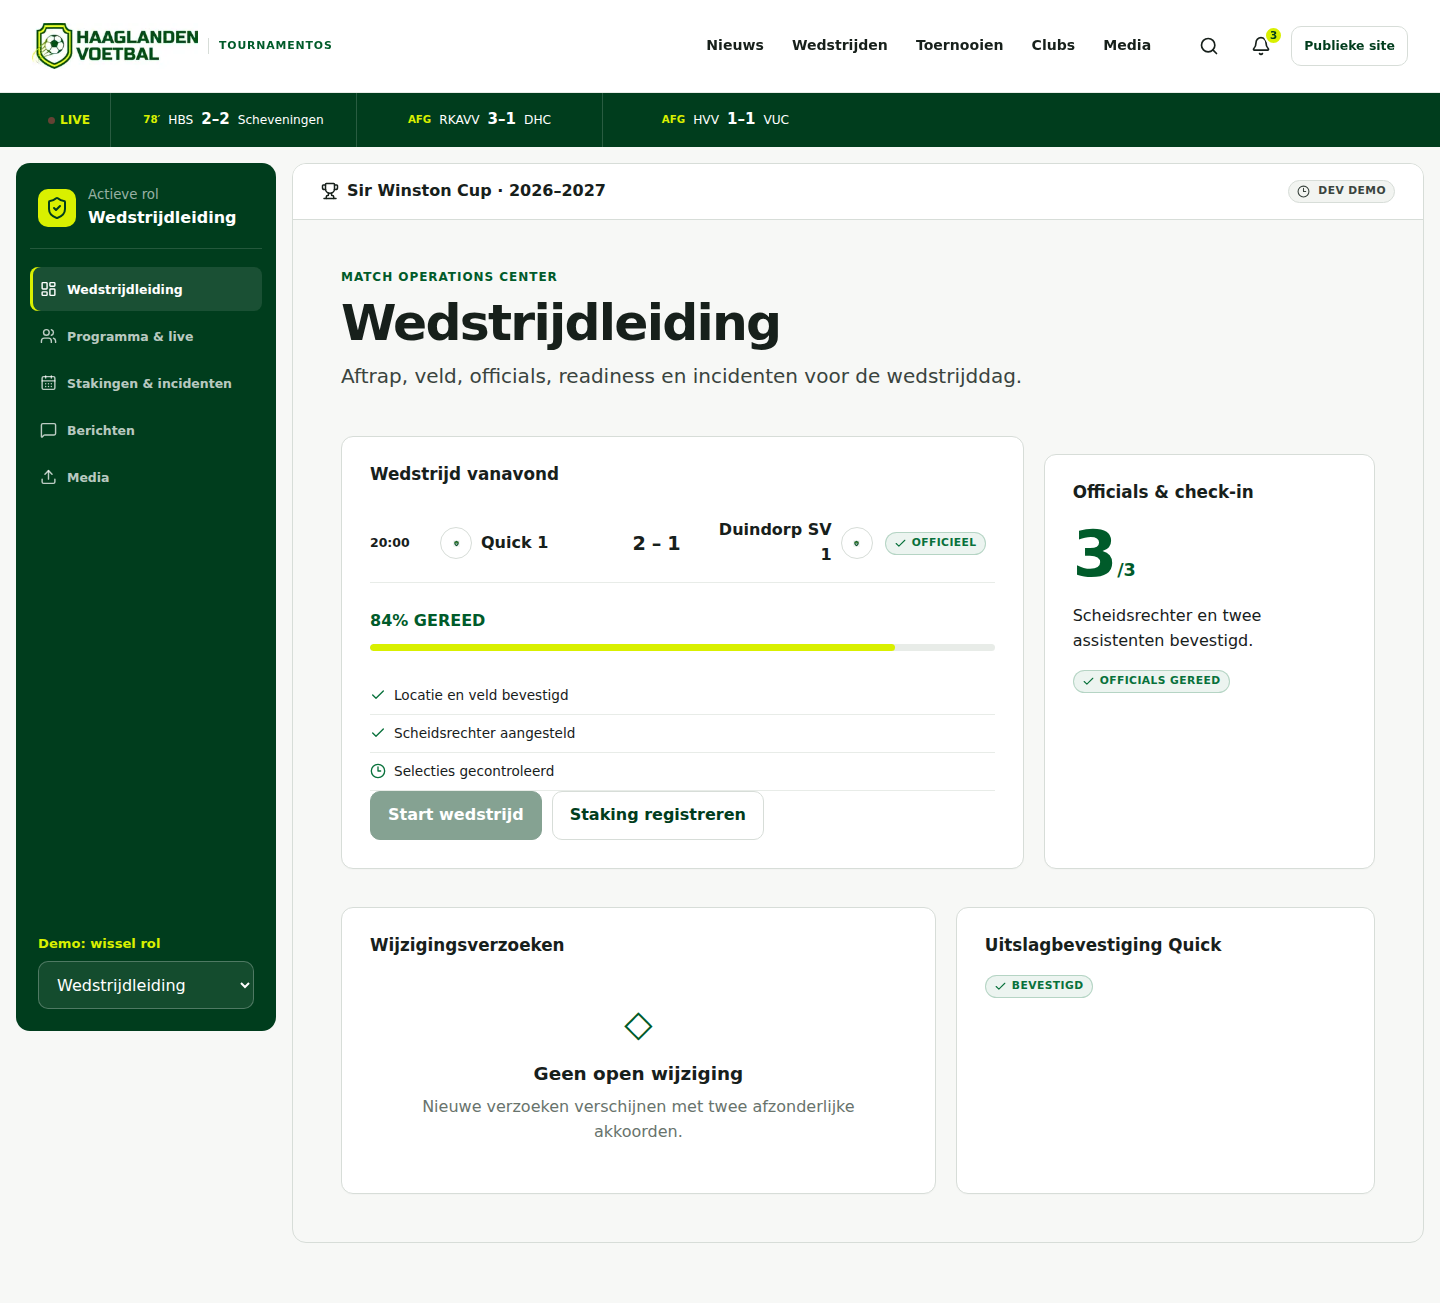 HAAGLANDEN
VOETBAL
TOURNAMENTOS
Nieuws
Wedstrijden
Toernooien
Clubs
Media
3
Publieke site
LIVE
78' HBS 2–2 Scheveningen
AFG RKAVV 3–1 DHC
AFG HVV 1–1 VUC
Actieve rol
Wedstrijdleiding
Wedstrijdleiding
Programma & live
Stakingen & incidenten
Berichten
Media
Demo: wissel rol
Wedstrijdleiding
Sir Winston Cup · 2026–2027
DEV DEMO
MATCH OPERATIONS CENTER
Wedstrijdleiding
Aftrap, veld, officials, readiness en incidenten voor de wedstrijddag.
Wedstrijd vanavond
20:00 Quick 1 2 – 1 Duindorp SV
1
OFFICIEEL
84% GEREED
Locatie en veld bevestigd
Scheidsrechter aangesteld
Selecties gecontroleerd
Start wedstrijd
Staking registreren
Officials & check-in
3/3
Scheidsrechter en twee
assistenten bevestigd.
OFFICIALS GEREED
Wijzigingsverzoeken
Geen open wijziging
Nieuwe verzoeken verschijnen met twee afzonderlijke
akkoorden.
Uitslagbevestiging Quick
BEVESTIGD